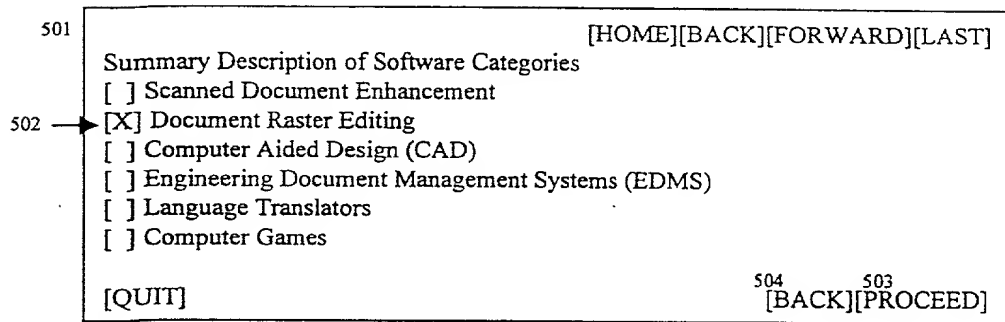 501
[HOME][BACK][FORWARD][LAST]
Summary Description of Software Categories
[ ] Scanned Document Enhancement
502 [X] Document Raster Editing
[ ] Computer Aided Design (CAD)
[ ] Engineering Document Management Systems (EDMS)
[ ] Language Translators
[ ] Computer Games
504 503
[QUIT] [BACK][PROCEED]